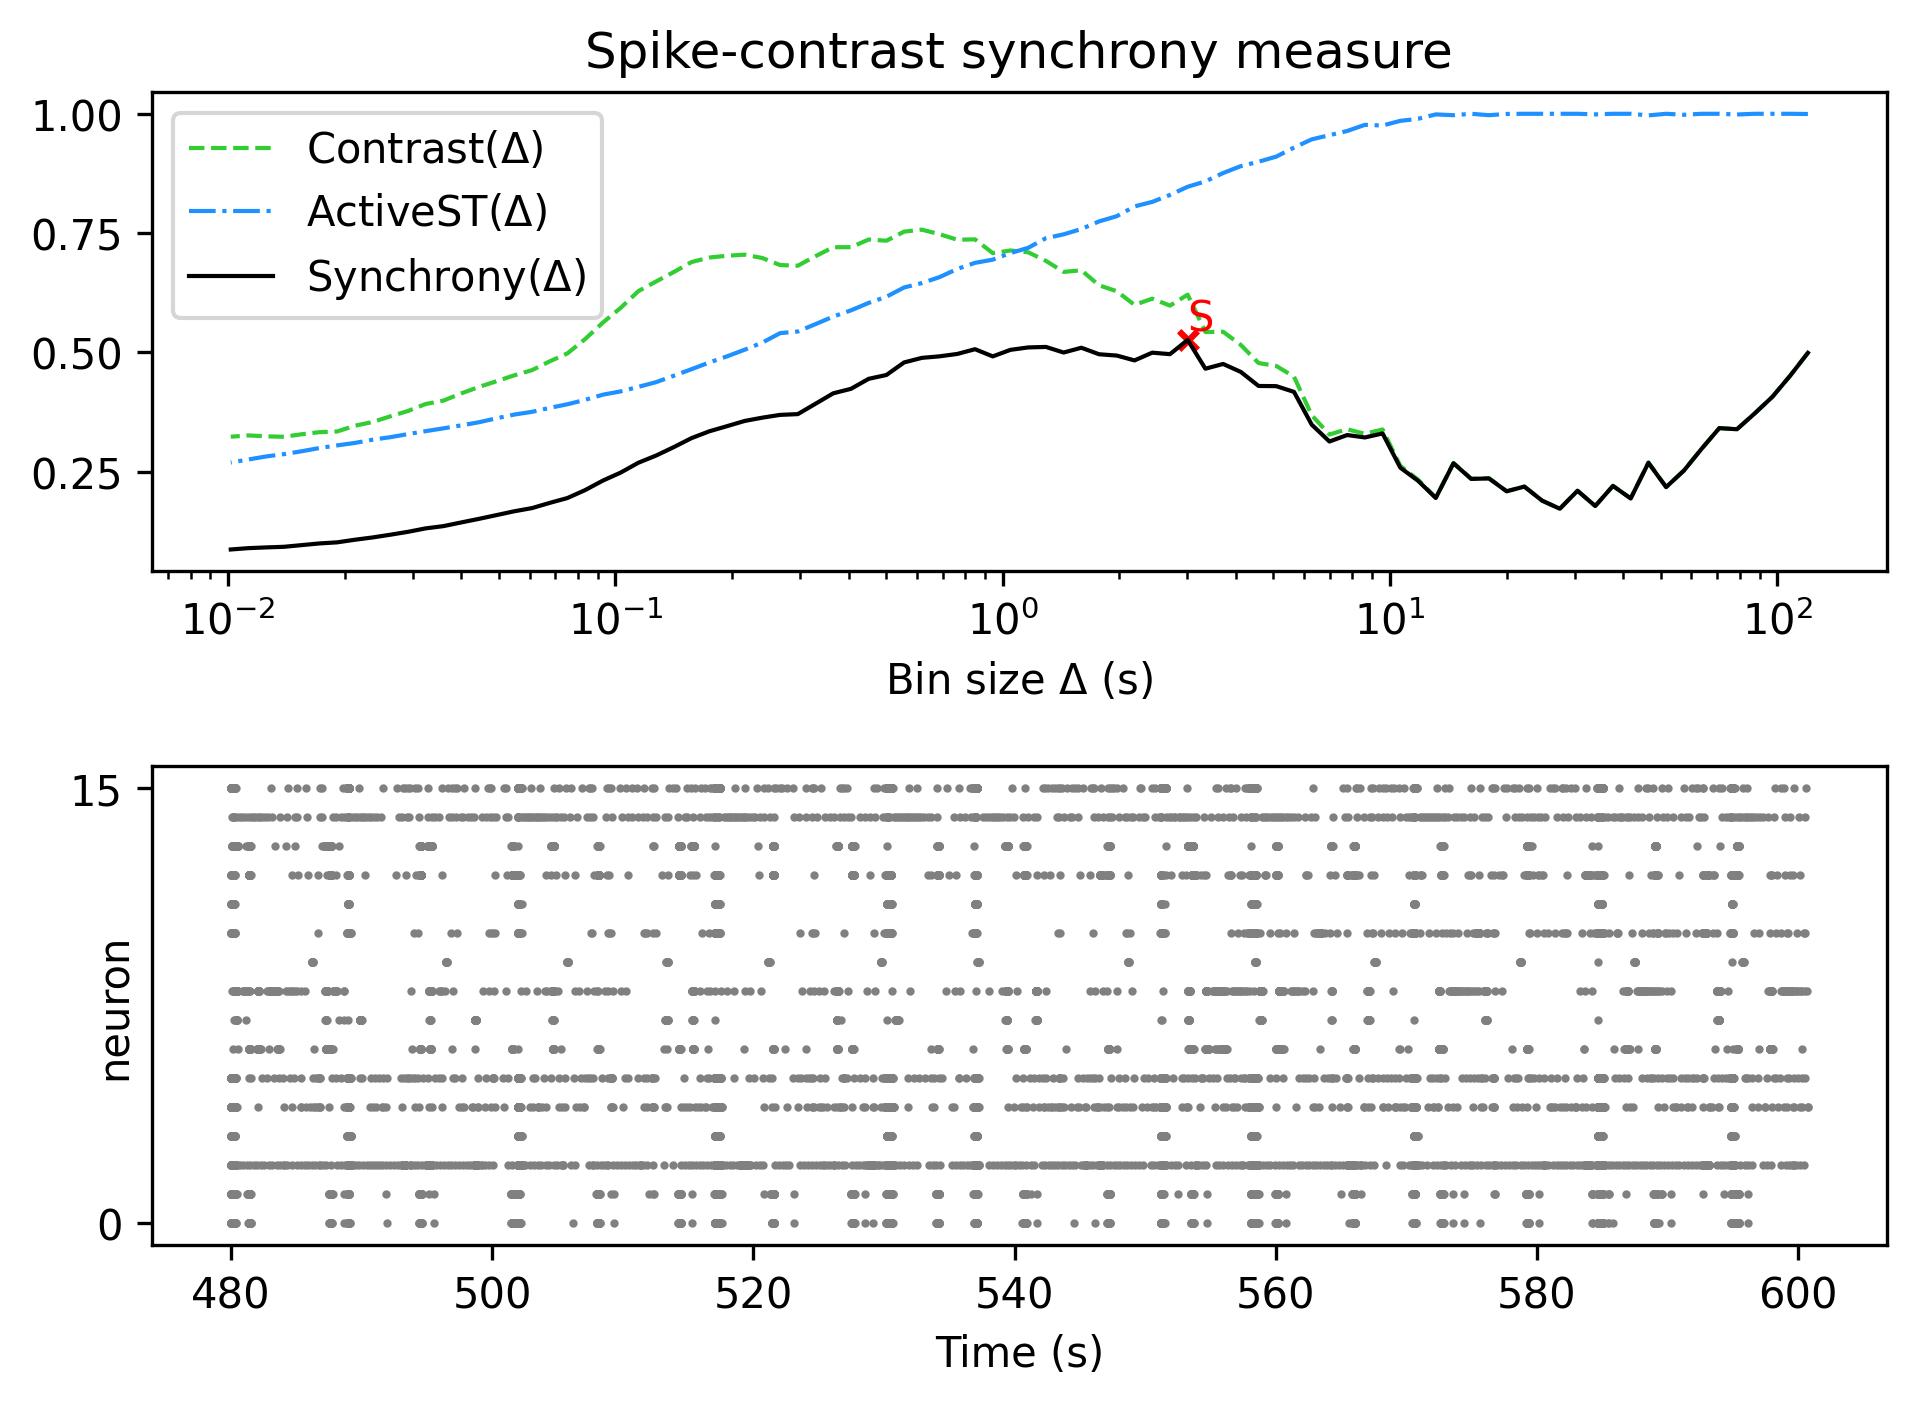 Spike-contrast synchrony measure
1.00
0.75
0.50
0.25
Contrast(Δ)
ActiveST(Δ)
Synchrony(Δ)
S
10⁻² 10⁻¹ 10⁰ 10¹ 10²
Bin size Δ (s)
15
0
neuron
480 500 520 540 560 580 600
Time (s)